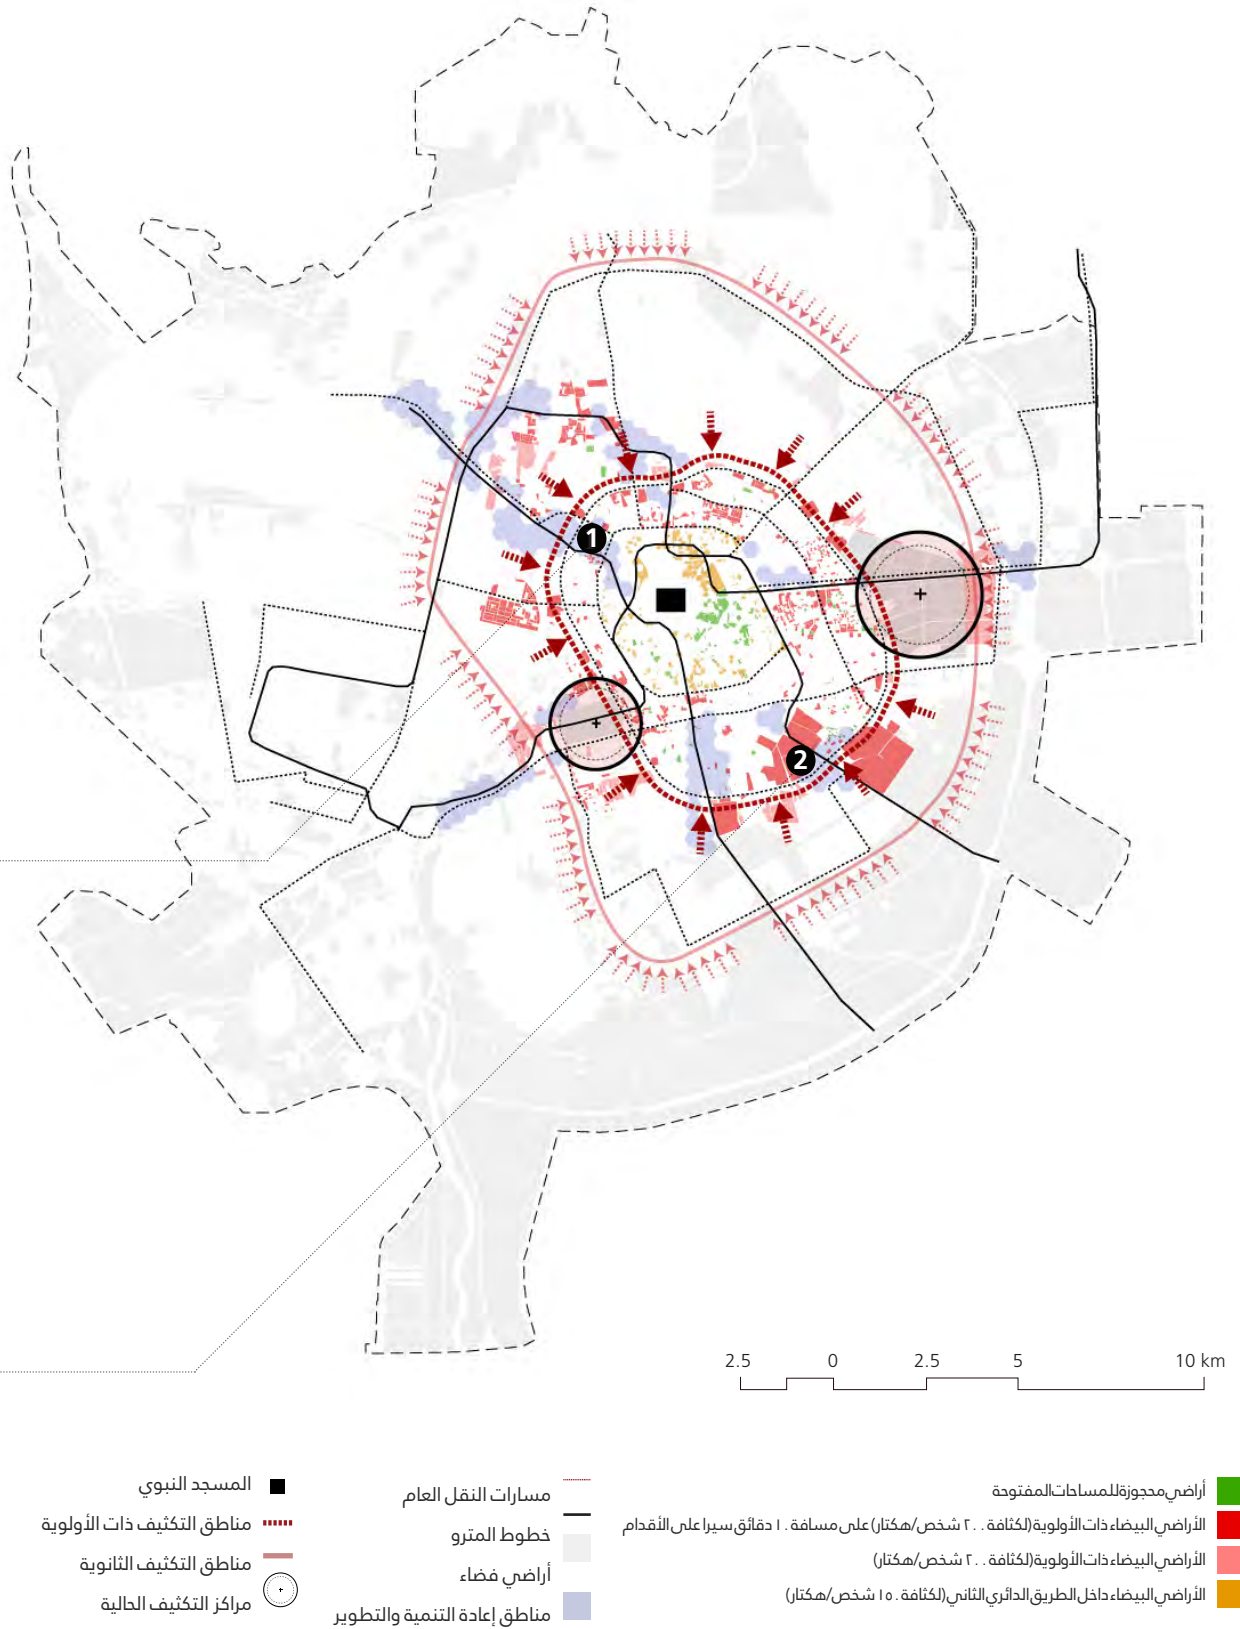 1
2
2.5 0 2.5 5 10 km
أراضي محجوزة للمساحات المفتوحة
الأراضي البيضاء ذات الأولوية (لكثافة ٢٠٠ شخص/هكتار) على مسافة ١٠ دقائق سيرا على الأقدام
الأراضي البيضاء ذات الأولوية (لكثافة ٢٠٠ شخص/هكتار)
الأراضي البيضاء داخل الطريق الدائري الثاني (لكثافة ١٥٠ شخص/هكتار)
مسارات النقل العام
خطوط المترو
أراضي فضاء
مناطق إعادة التنمية والتطوير
المسجد النبوي
مناطق التكثيف ذات الأولوية
مناطق التكثيف الثانوية
مراكز التكثيف الحالية